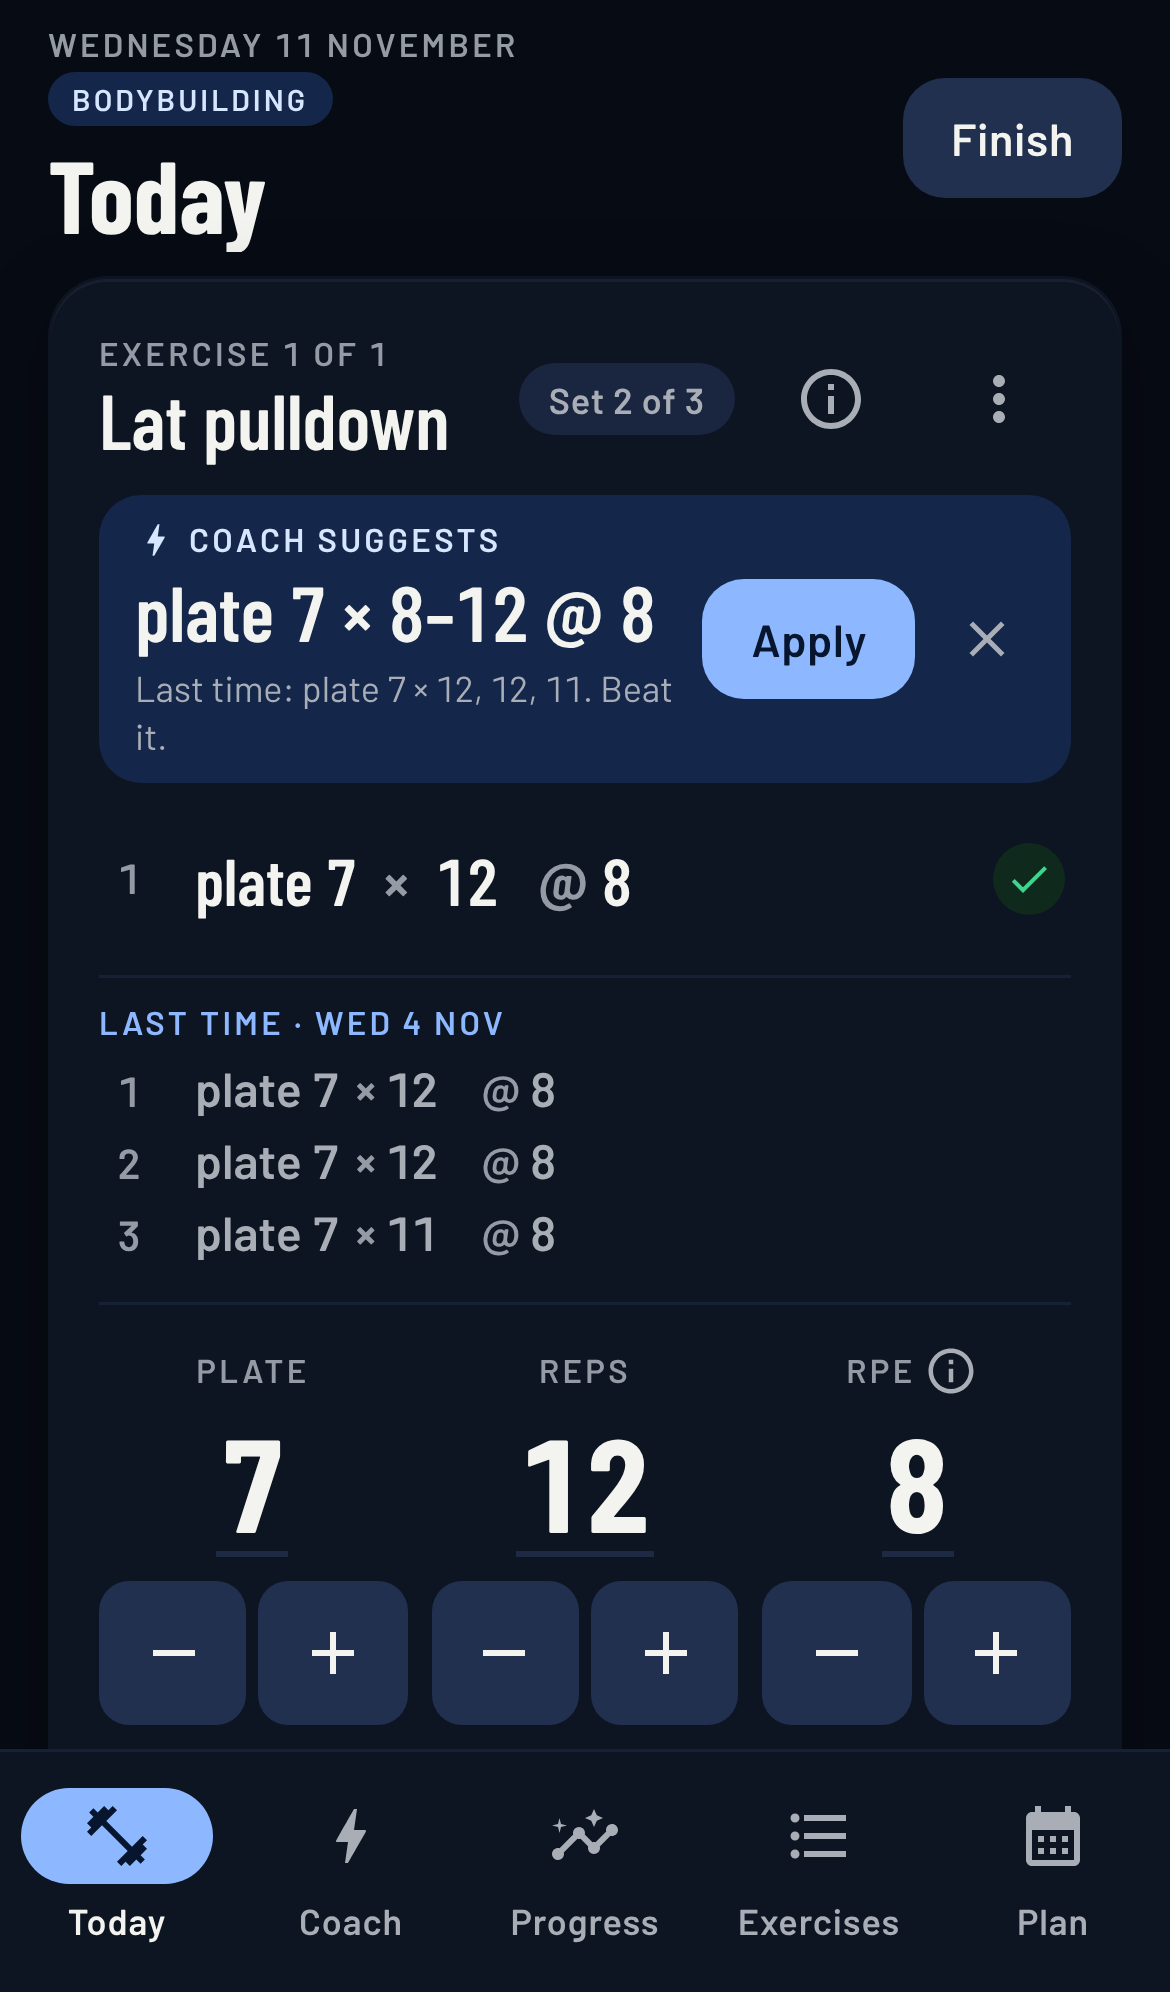 WEDNESDAY 11 NOVEMBER
BODYBUILDING
Finish
Today
EXERCISE 1 OF 1
Lat pulldown
Set 2 of 3
COACH SUGGESTS
plate 7 × 8–12 @ 8
Apply
Last time: plate 7 × 12, 12, 11. Beat
it.
1 plate 7 × 12 @ 8
LAST TIME · WED 4 NOV
1 plate 7 × 12 @ 8
2 plate 7 × 12 @ 8
3 plate 7 × 11 @ 8
PLATE REPS RPE
7 12 8
Today Coach Progress Exercises Plan